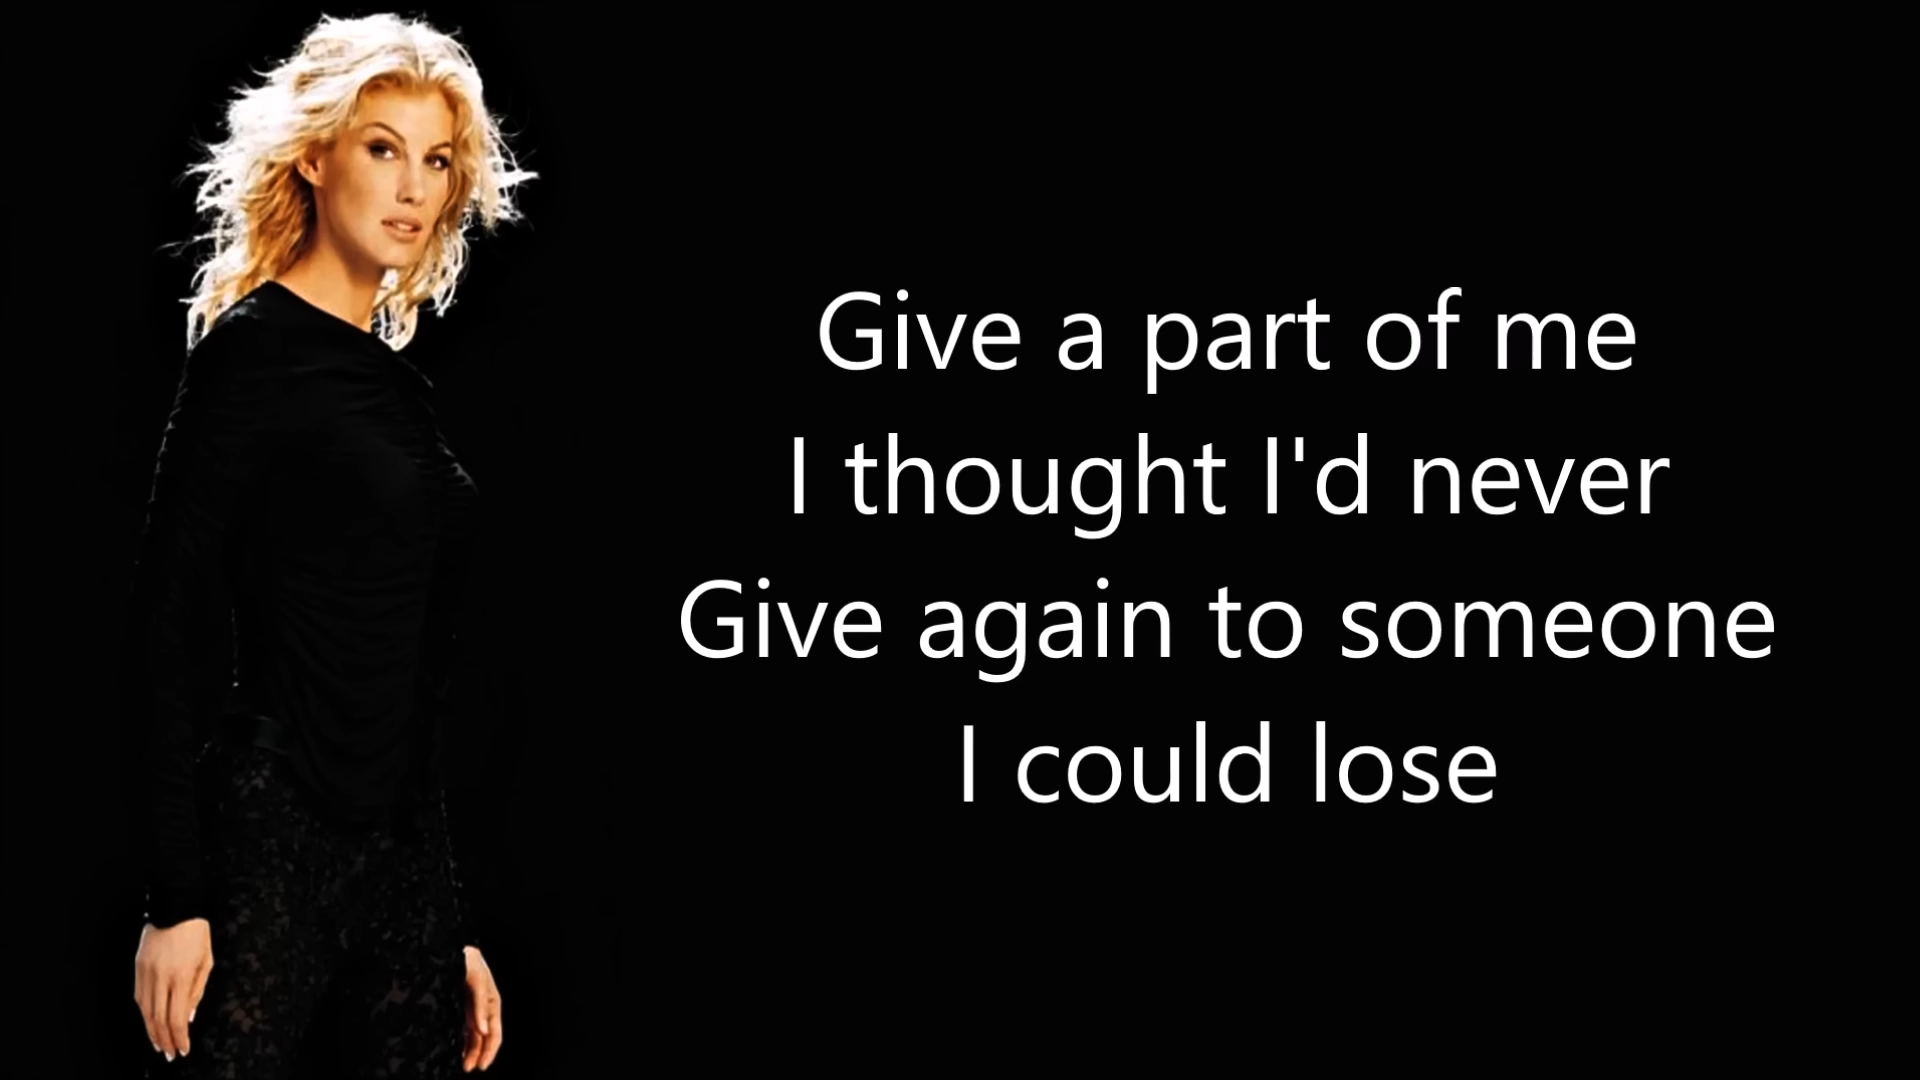 Give a part of me
I thought I'd never
Give again to someone
I could lose